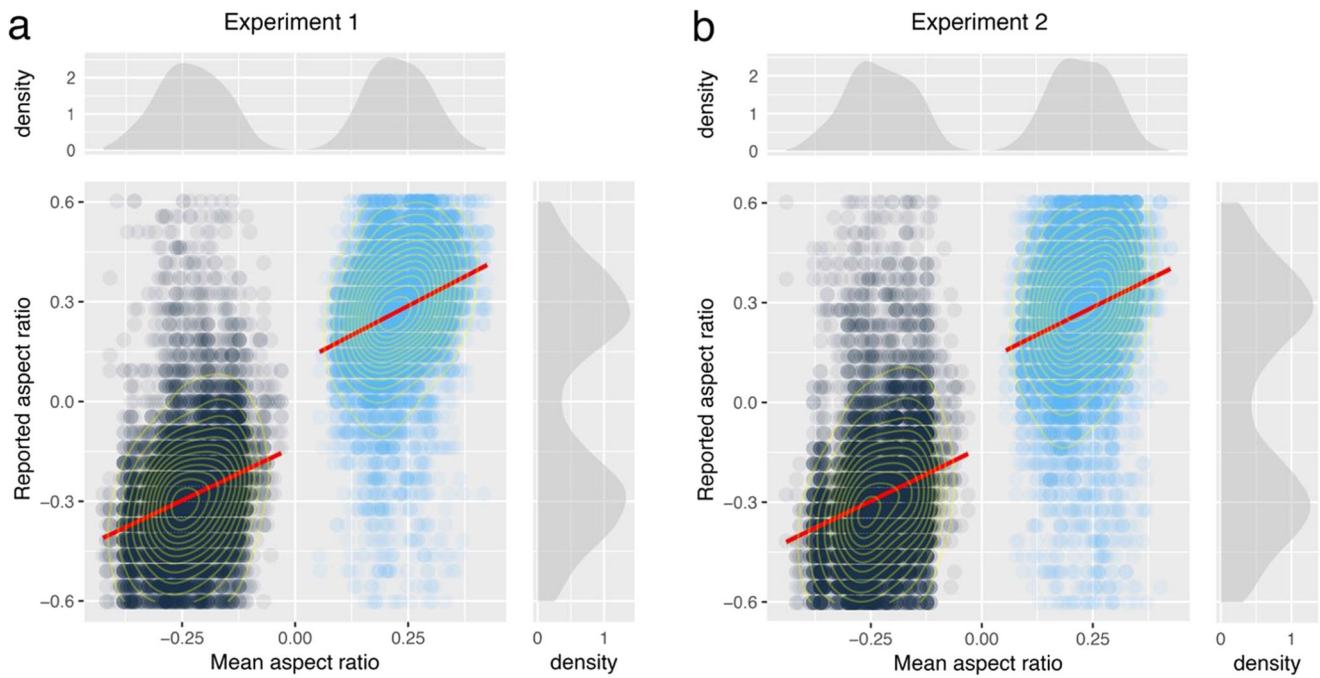 a
Experiment 1
density
2
1
0
Reported aspect ratio
0.6
0.3
0.0
−0.3
−0.6
−0.25
0.00
0.25
Mean aspect ratio
0
1
density
b
Experiment 2
density
2
1
0
Reported aspect ratio
0.6
0.3
0.0
−0.3
−0.6
−0.25
0.00
0.25
Mean aspect ratio
0
1
density